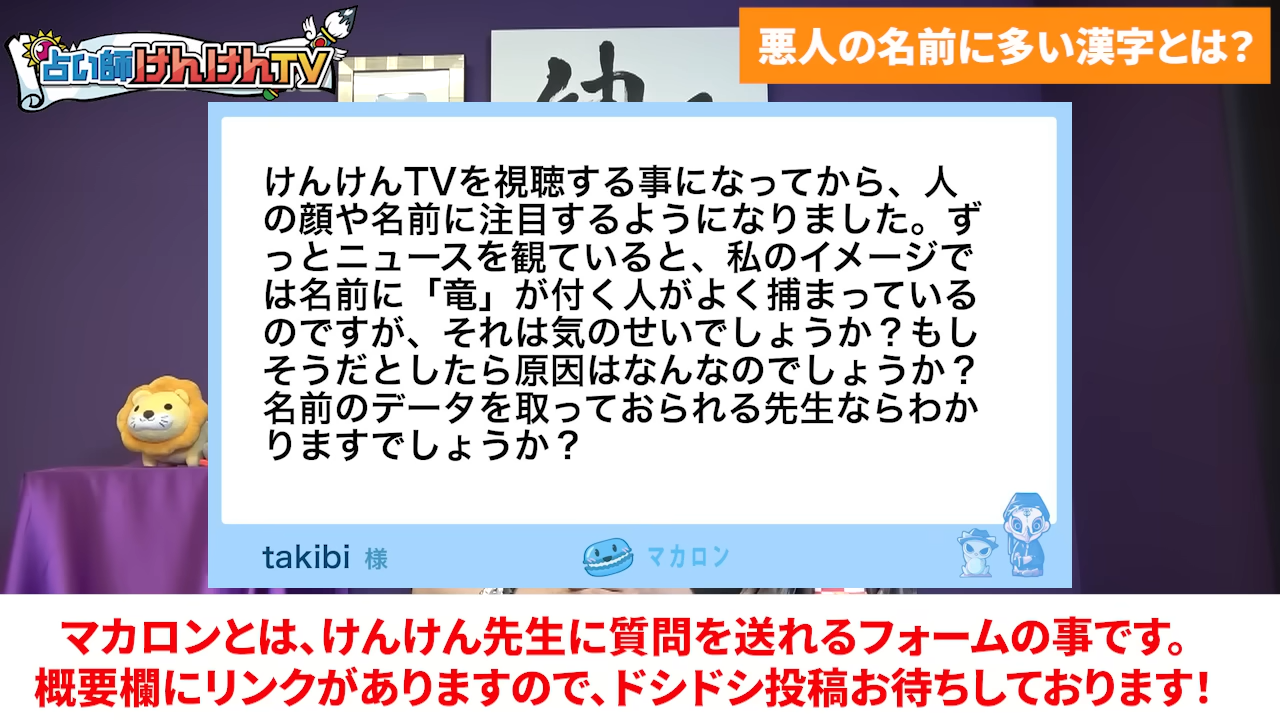 占い師けんけんTV
悪人の名前に多い漢字とは？
けんけんTVを視聴する事になってから、人
の顔や名前に注目するようになりました。ず
っとニュースを観ていると、私のイメージで
は名前に「竜」が付く人がよく捕まっている
のですが、それは気のせいでしょうか？もし
そうだとしたら原因はなんなのでしょうか？
名前のデータを取っておられる先生ならわか
りますでしょうか？
takibi 様
マカロン
マカロンとは、けんけん先生に質問を送れるフォームの事です。
概要欄にリンクがありますので、ドシドシ投稿お待ちしております！